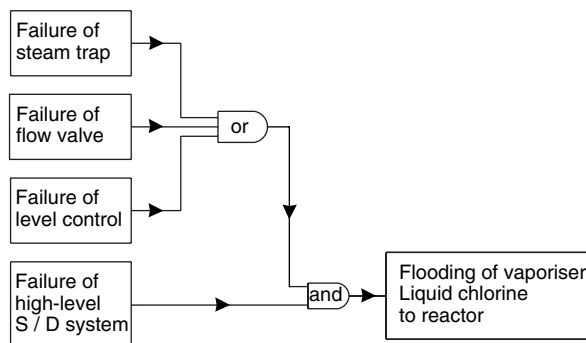 Failure of
steam trap
Failure of
flow valve
or
Failure of
level control
Failure of
high-level
S / D system
and
Flooding of vaporiser
Liquid chlorine
to reactor